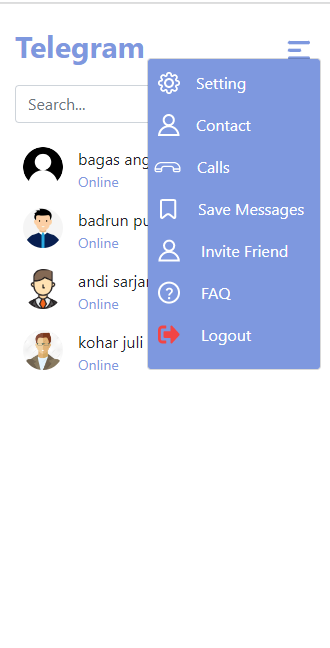 Telegram
Search...
Setting
Contact
Calls
Save Messages
Invite Friend
FAQ
Logout
bagas ang
Online
badrun pu
Online
andi sarjan
Online
kohar juli
Online